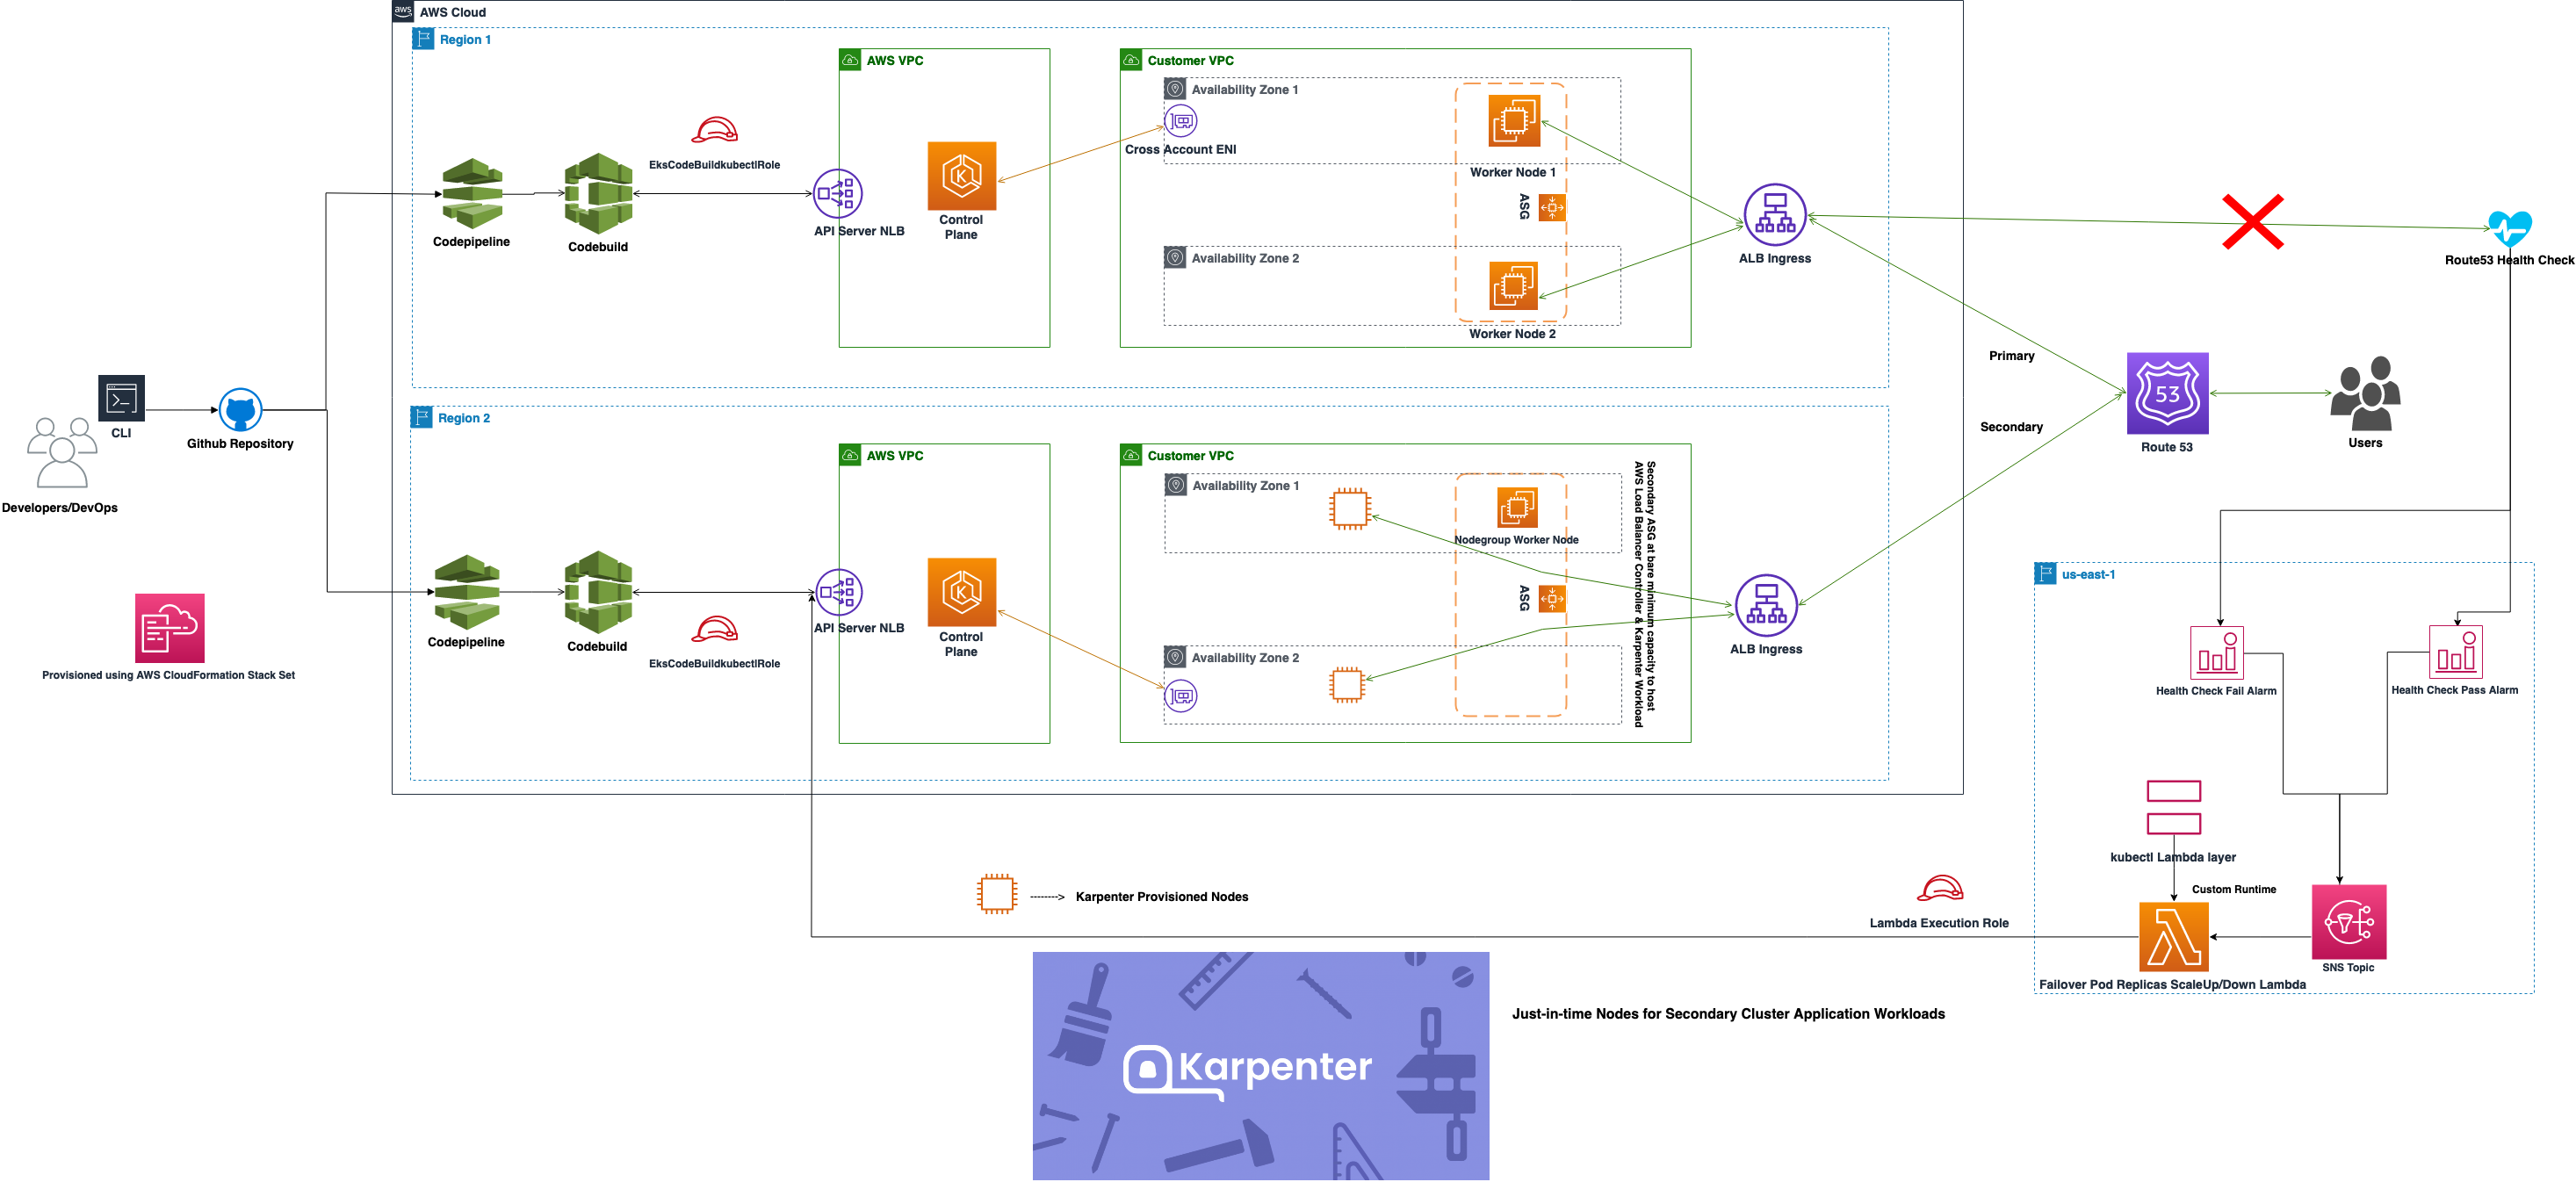 aws
AWS Cloud
Region 1
AWS VPC
Customer VPC
Availability Zone 1
Cross Account ENI
EksCodeBuildkubectlRole
Worker Node 1
Codepipeline
Codebuild
API Server NLB
Control
Plane
ASG
Availability Zone 2
Worker Node 2
ALB Ingress
Route53 Health Check
Primary
Secondary
53
Route 53
Users
CLI
Github Repository
Developers/DevOps
Provisioned using AWS CloudFormation Stack Set
Region 2
AWS VPC
Customer VPC
Availability Zone 1
Nodegroup Worker Node
Secondary ASG at bare minimum capacity to host
AWS Load Balancer Controller & Karpenter Workload
Codepipeline
Codebuild
EksCodeBuildkubectlRole
API Server NLB
Control
Plane
ASG
Availability Zone 2
ALB Ingress
us-east-1
Health Check Fail Alarm
Health Check Pass Alarm
kubectl Lambda layer
Custom Runtime
SNS Topic
Failover Pod Replicas ScaleUp/Down Lambda
Lambda Execution Role
Karpenter Provisioned Nodes
Karpenter
Just-in-time Nodes for Secondary Cluster Application Workloads